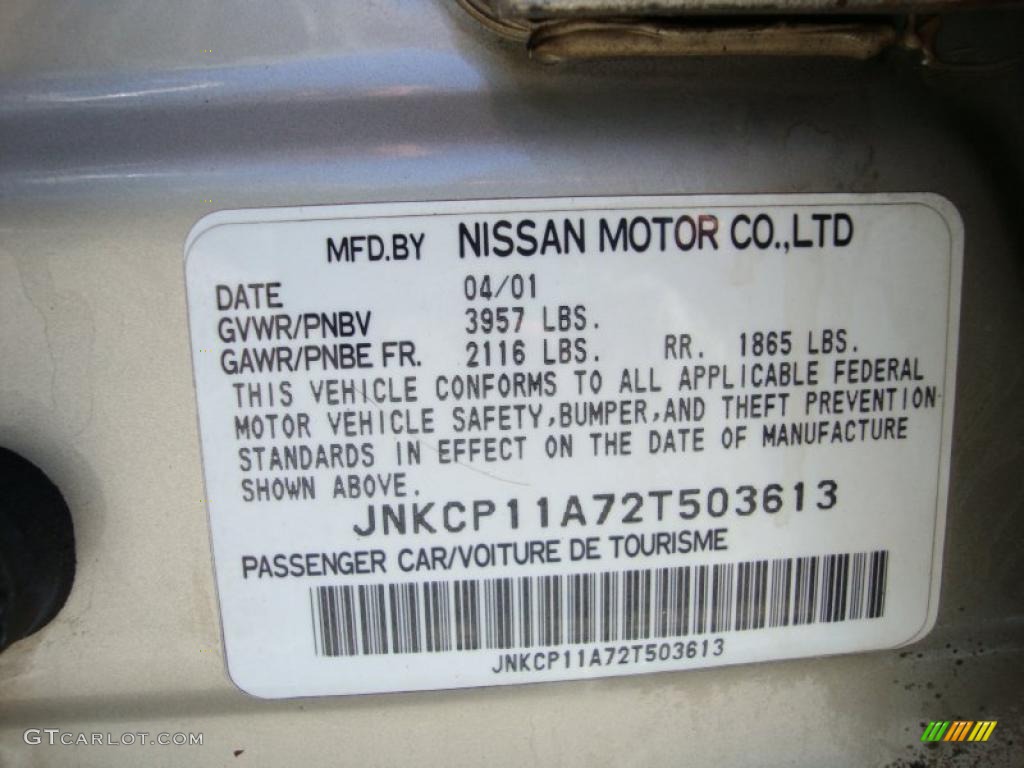 MFD.BY NISSAN MOTOR CO.,LTD
DATE 04/01
GVWR/PNBV 3957 LBS.
GAWR/PNBE FR. 2116 LBS. RR. 1865 LBS.
THIS VEHICLE CONFORMS TO ALL APPLICABLE FEDERAL
MOTOR VEHICLE SAFETY,BUMPER,AND THEFT PREVENTION
STANDARDS IN EFFECT ON THE DATE OF MANUFACTURE
SHOWN ABOVE.
JNKCP11A72T503613
PASSENGER CAR/VOITURE DE TOURISME
JNKCP11A72T503613
GTCARLOT.COM